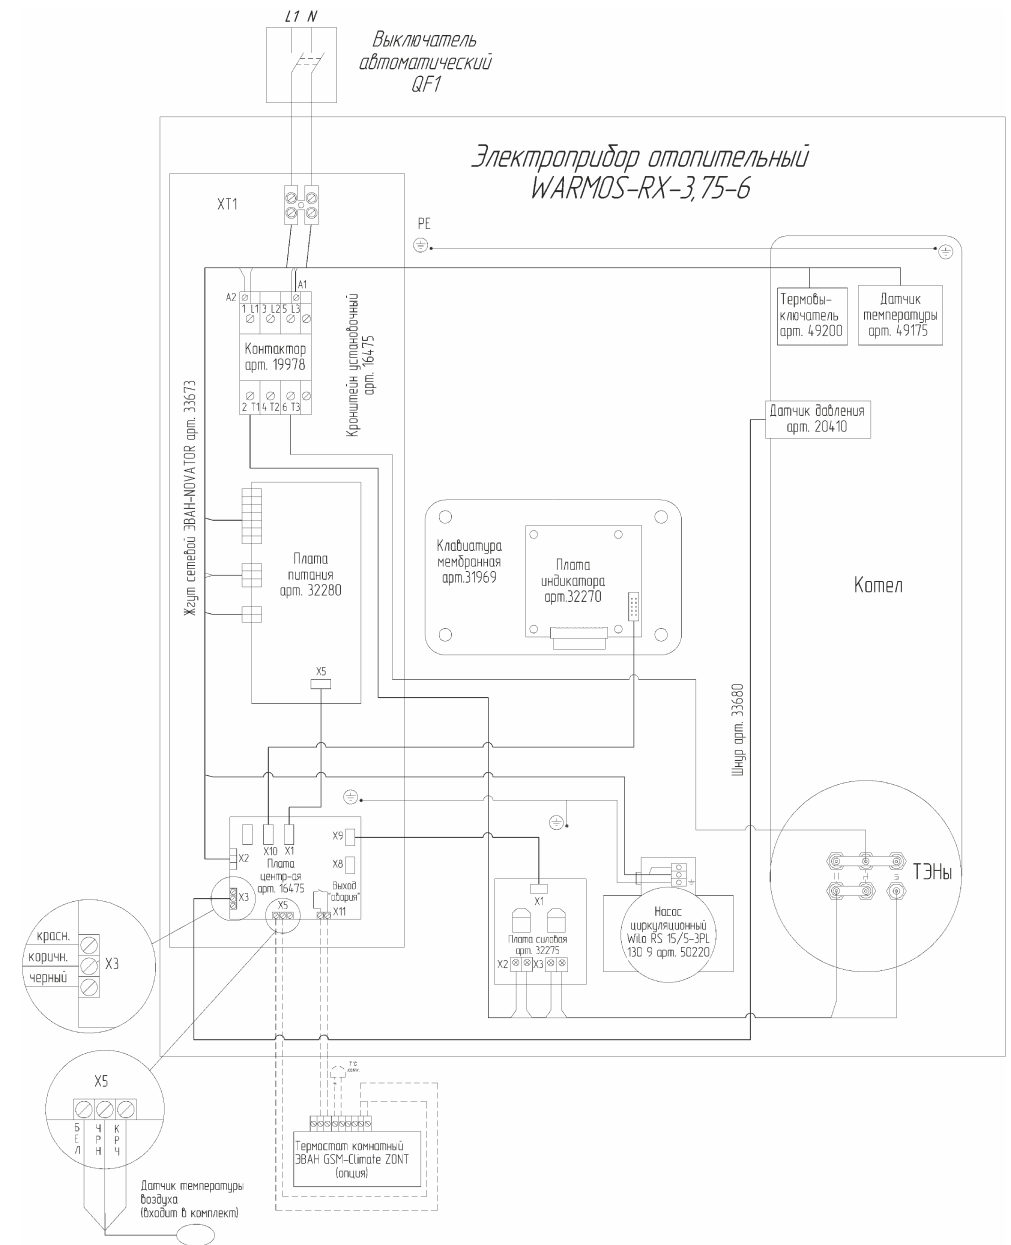 L1 N
Выключатель
автоматический
QF1
Электроприбор отопительный
WARMOS-RX-3,75-6
XT1
PE
A2
A1
1 L1 3 L2 5 L3
Контактор
арт. 19978
2 T1 4 T2 6 T3
Кронштейн установочный
арт. 16475
Термовы-
ключатель
арт. 49200
Датчик
температуры
арт. 49175
Датчик давления
арт. 20410
Жгут сетевой ЭВАН-NOVATOR арт. 33673
Плата
питания
арт. 32280
X5
Клавиатура
мембранная
арт.31969
Плата
индикатора
арт.32270
Котел
Шнур арт. 33680
X10 X1
X2
Плата
центр-ая
арт. 16475
X9
X8
Выход
"авария"
X3
X5
X11
X1
Плата силовая
арт. 32275
X2 X3
Насос
циркуляционный
Wilo RS 15/5-3PL
130 9 арт. 50220
ТЭНы
красн.
коричн.
черный
X3
X5
БЕЛ
ЧРН
КРЧ
Термостат комнатный
ЭВАН GSM-Climate ZONT
(опция)
Датчик температуры
воздуха
(входит в комплект)